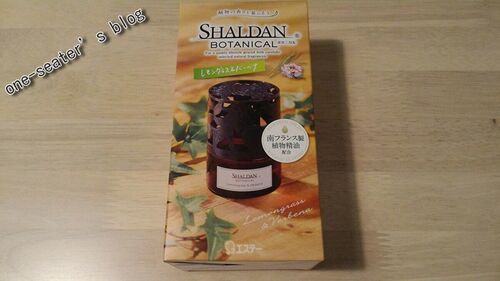 one-seater's blog
SHALDAN
BOTANICAL
レモングラス&バーベナ
SHALDAN
BOTANICAL
南フランス製
植物精油
配合
Lemongrass
& Verbena
エステー